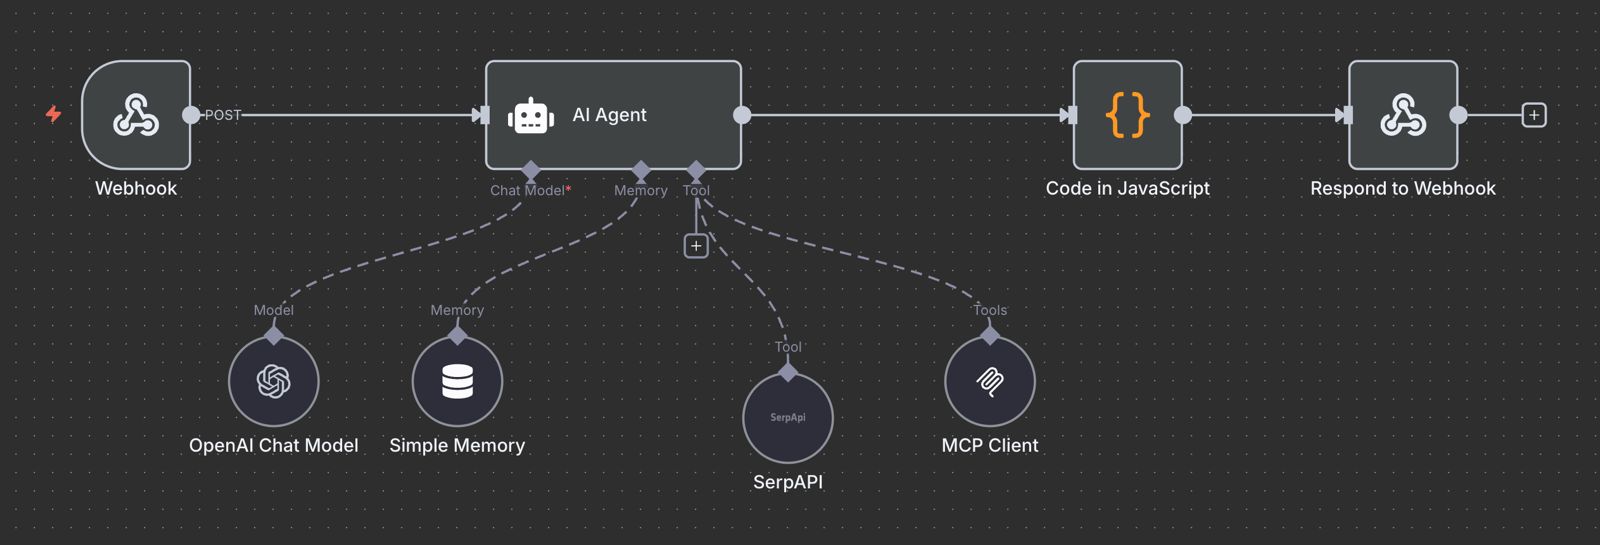 POST
AI Agent
Webhook
Chat Model*
Memory
Tool
Code in JavaScript
Respond to Webhook
Model
Memory
Tool
Tools
SerpApi
OpenAI Chat Model
Simple Memory
SerpAPI
MCP Client